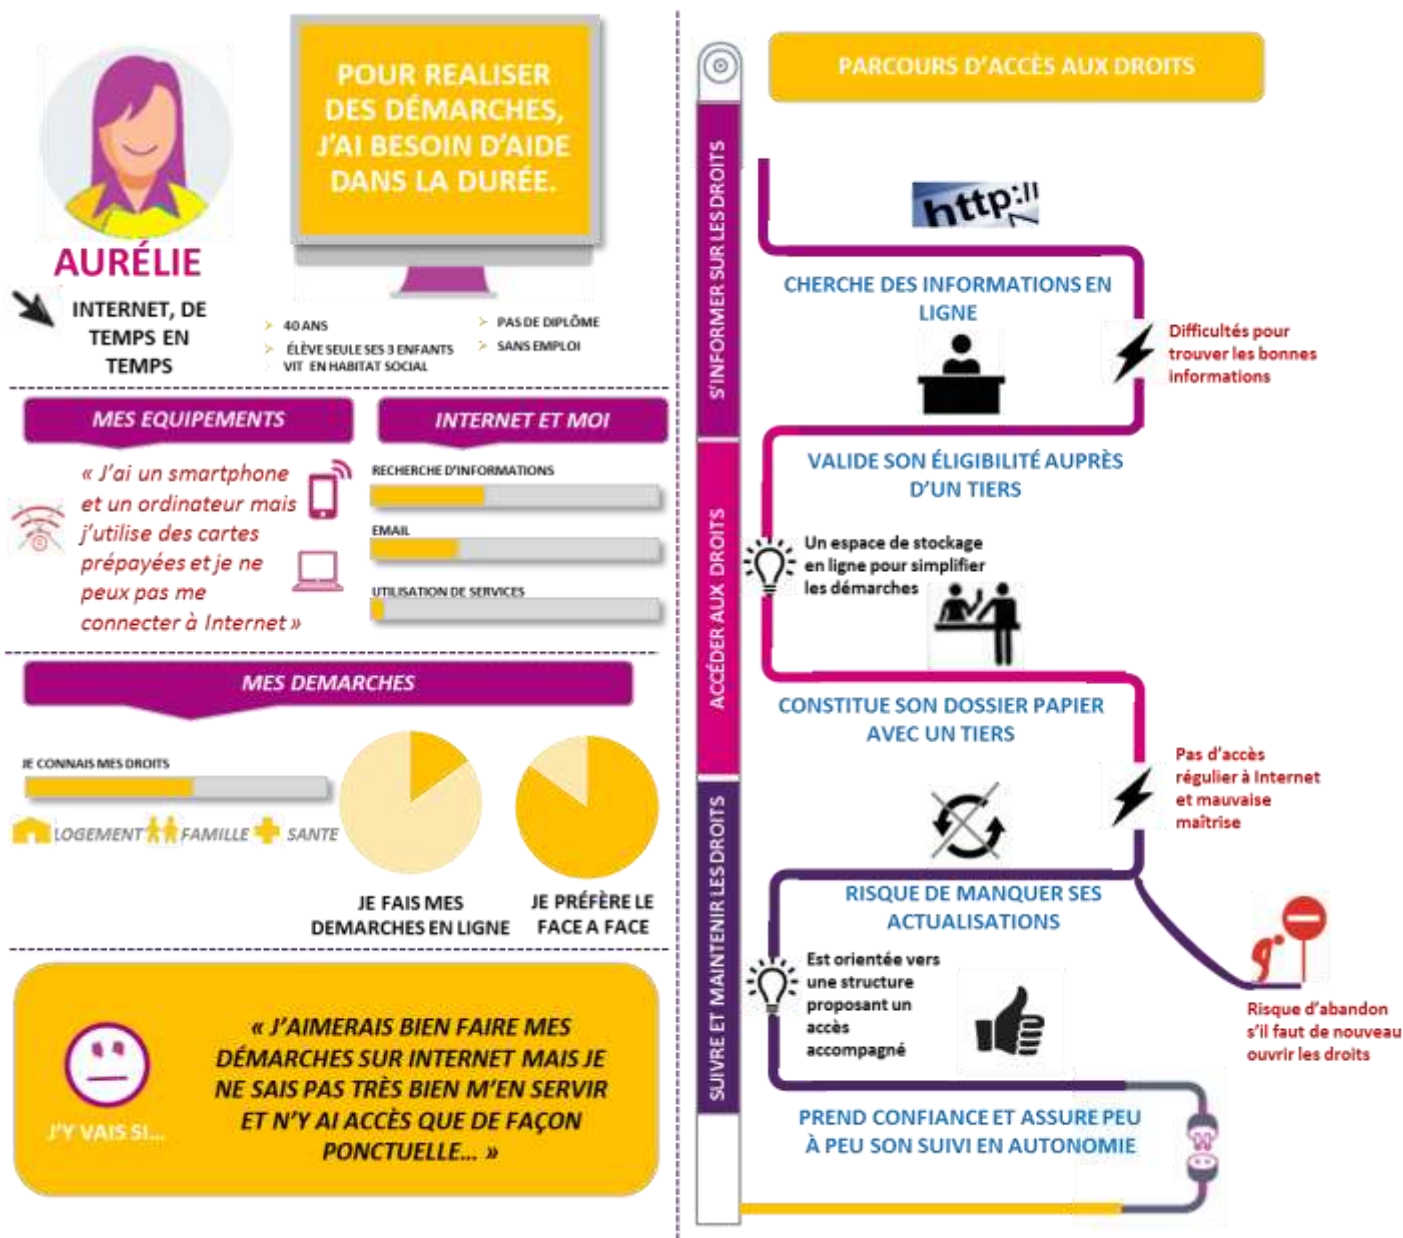 POUR REALISER
DES DÉMARCHES,
J'AI BESOIN D'AIDE
DANS LA DURÉE.
AURÉLIE
INTERNET, DE
TEMPS EN
TEMPS
40 ANS
ÉLÈVE SEULE SES 3 ENFANTS
VIT EN HABITAT SOCIAL
PAS DE DIPLÔME
SANS EMPLOI
MES EQUIPEMENTS
« J'ai un smartphone
et un ordinateur mais
j'utilise des cartes
prépayées et je ne
peux pas me
connecter à Internet »
INTERNET ET MOI
RECHERCHE D'INFORMATIONS
EMAIL
UTILISATION DE SERVICES
MES DEMARCHES
JE CONNAIS MES DROITS
LOGEMENT FAMILLE SANTE
JE FAIS MES
DEMARCHES EN LIGNE
JE PRÉFÈRE LE
FACE A FACE
J'Y VAIS SI...
« J'AIMERAIS BIEN FAIRE MES
DÉMARCHES SUR INTERNET MAIS JE
NE SAIS PAS TRÈS BIEN M'EN SERVIR
ET N'Y AI ACCÈS QUE DE FAÇON
PONCTUELLE... »
PARCOURS D'ACCÈS AUX DROITS
S'INFORMER SUR LES DROITS
http://
CHERCHE DES INFORMATIONS EN
LIGNE
Difficultés pour
trouver les bonnes
informations
VALIDE SON ÉLIGIBILITÉ AUPRÈS
D'UN TIERS
ACCÉDER AUX DROITS
Un espace de stockage
en ligne pour simplifier
les démarches
CONSTITUE SON DOSSIER PAPIER
AVEC UN TIERS
Pas d'accès
régulier à Internet
et mauvaise
maîtrise
SUIVRE ET MAINTENIR LES DROITS
RISQUE DE MANQUER SES
ACTUALISATIONS
Est orientée vers
une structure
proposant un
accès
accompagné
Risque d'abandon
s'il faut de nouveau
ouvrir les droits
PREND CONFIANCE ET ASSURE PEU
À PEU SON SUIVI EN AUTONOMIE